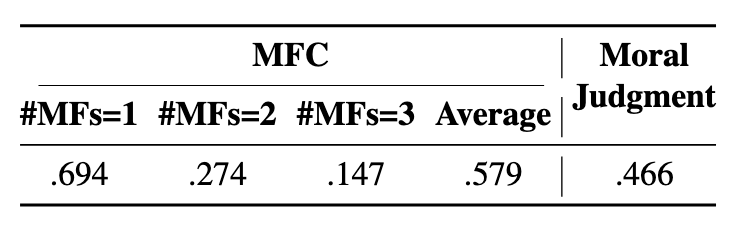 MFC
Moral
Judgment
#MFs=1 #MFs=2 #MFs=3 Average
.694 .274 .147 .579 .466